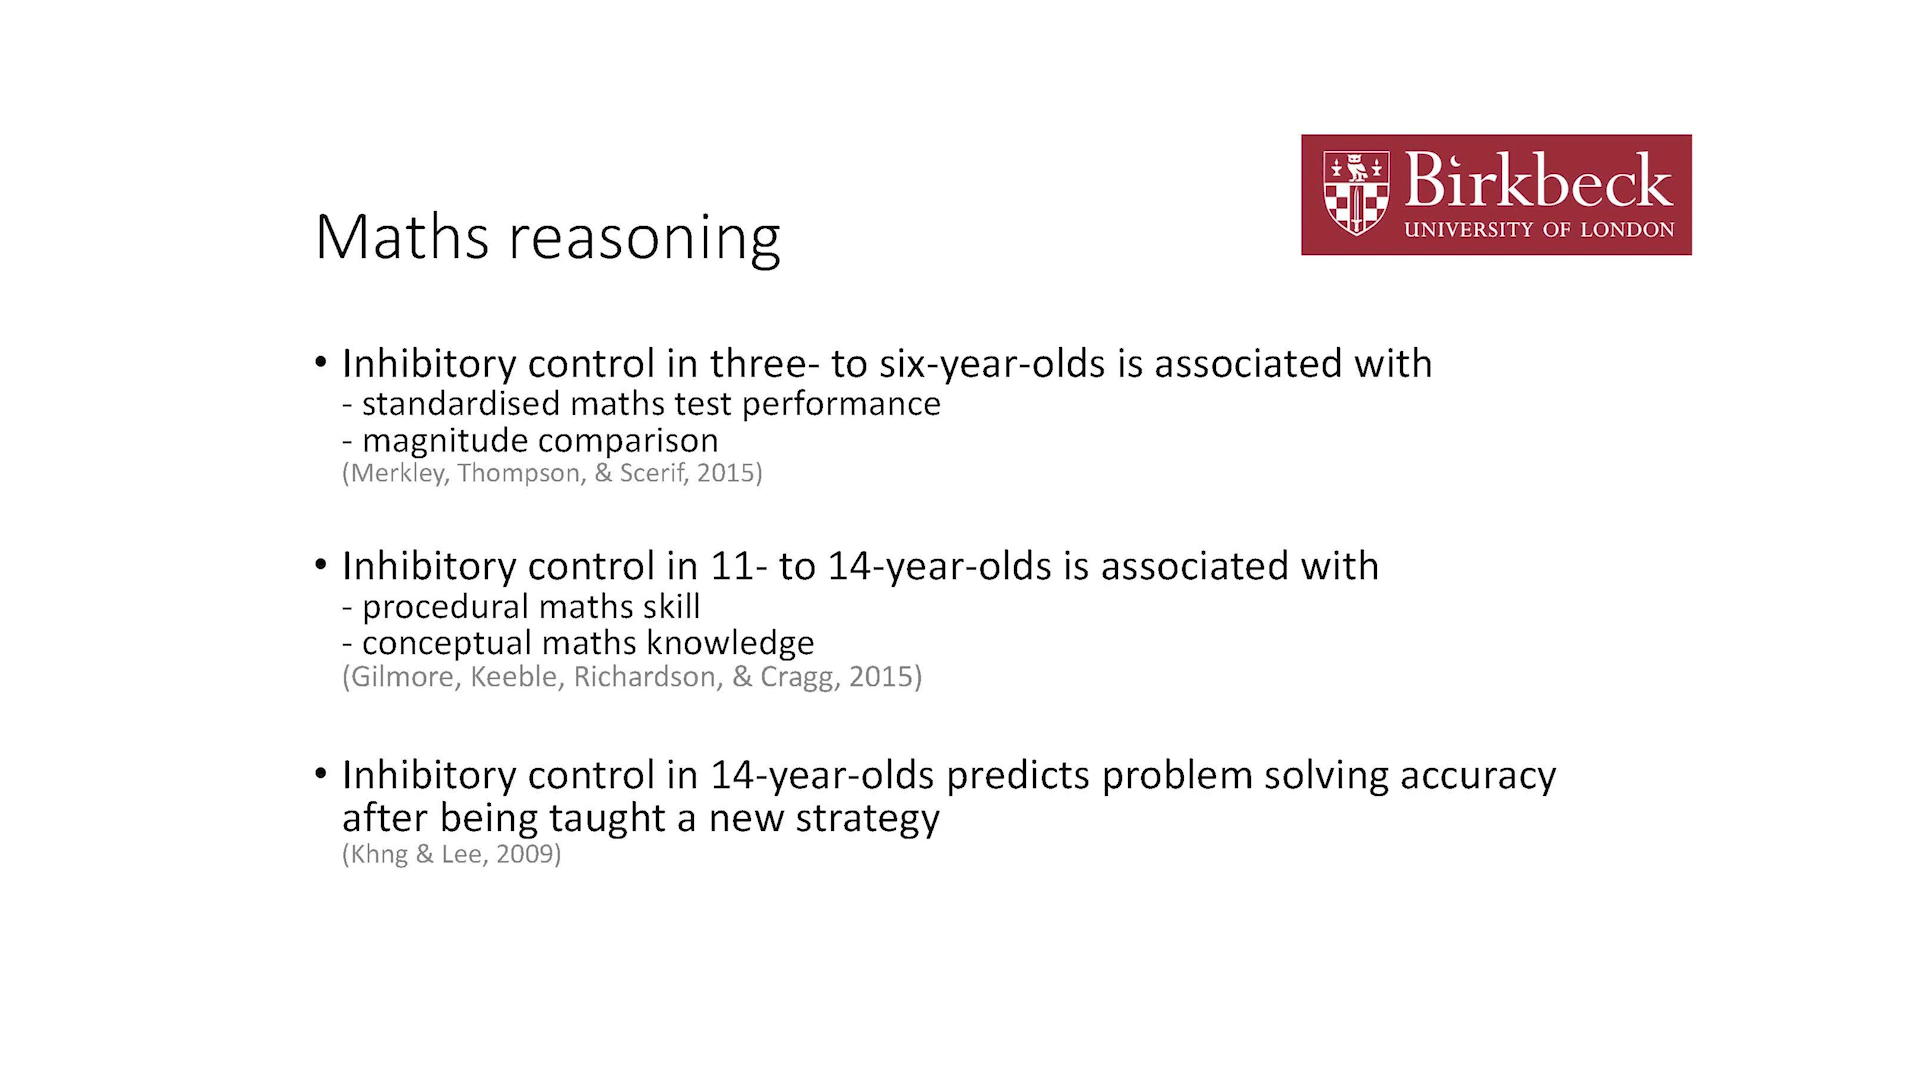 Birkbeck
UNIVERSITY OF LONDON
Maths reasoning
• Inhibitory control in three- to six-year-olds is associated with
- standardised maths test performance
- magnitude comparison
(Merkley, Thompson, & Scerif, 2015)
• Inhibitory control in 11- to 14-year-olds is associated with
- procedural maths skill
- conceptual maths knowledge
(Gilmore, Keeble, Richardson, & Cragg, 2015)
• Inhibitory control in 14-year-olds predicts problem solving accuracy
after being taught a new strategy
(Khng & Lee, 2009)